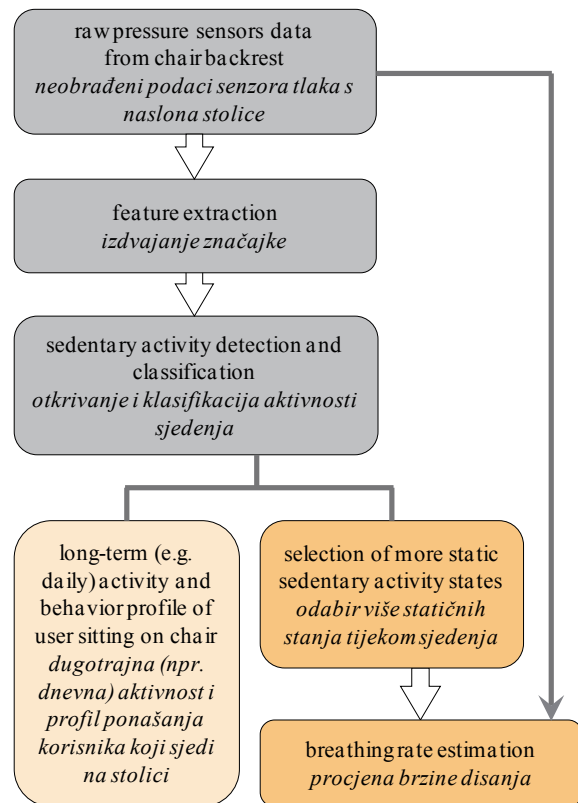 raw pressure sensors data
from chair backrest
neobrađeni podaci senzora tlaka s
naslona stolice
feature extraction
izdvajanje značajke
sedentary activity detection and
classification
otkrivanje i klasifikacija aktivnosti
sjedenja
long-term (e.g.
daily) activity and
behavior profile of
user sitting on chair
dugotrajna (npr.
dnevna) aktivnost i
profil ponašanja
korisnika koji sjedi
na stolici
selection of more static
sedentary activity states
odabir više statičnih
stanja tijekom sjedenja
breathing rate estimation
procjena brzine disanja